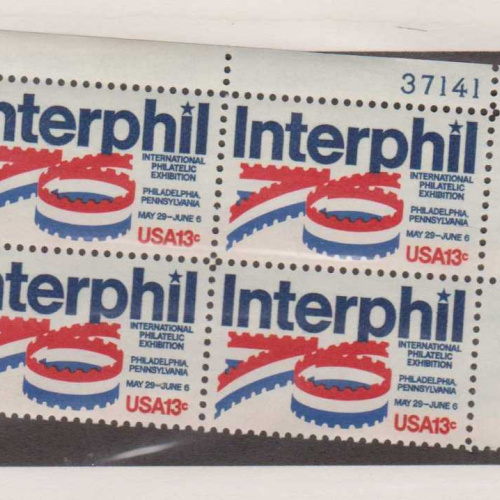 37141
Interphil
INTERNATIONAL
PHILATELIC
EXHIBITION
PHILADELPHIA,
PENNSYLVANIA
MAY 29-JUNE 6
USA13c
Interphil
INTERNATIONAL
PHILATELIC
EXHIBITION
PHILADELPHIA,
PENNSYLVANIA
MAY 29-JUNE 6
USA13c
nterphil
INTERNATIONAL
PHILATELIC
EXHIBITION
PHILADELPHIA,
PENNSYLVANIA
MAY 29-JUNE 6
USA13c
Interphil
INTERNATIONAL
PHILATELIC
EXHIBITION
PHILADELPHIA,
PENNSYLVANIA
MAY 29-JUNE 6
USA13c